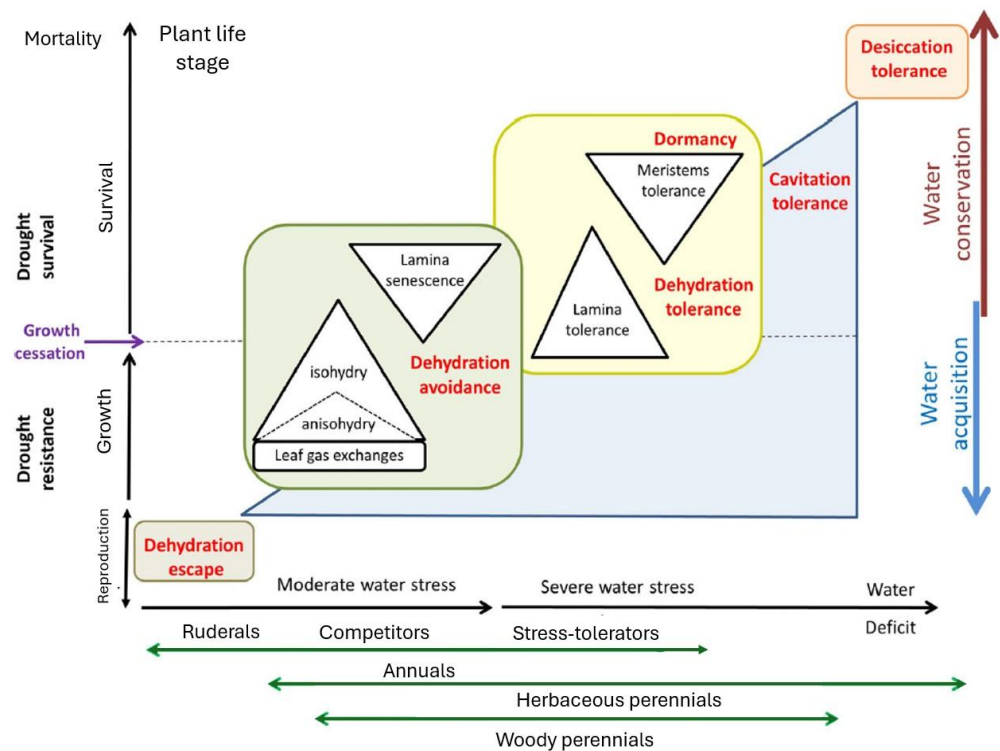 Mortality
Plant life
stage
Desiccation
tolerance
Dormancy
Meristems
tolerance
Cavitation
tolerance
Water
conservation
Survival
Drought
survival
Lamina
senescence
Dehydration
tolerance
Lamina
tolerance
Growth
cessation
Dehydration
avoidance
isohydry
anisohydry
Leaf gas exchanges
Water
acquisition
Growth
Drought
resistance
Reproduction
Dehydration
escape
Moderate water stress
Severe water stress
Water
Deficit
Ruderals
Competitors
Stress-tolerators
Annuals
Herbaceous perennials
Woody perennials